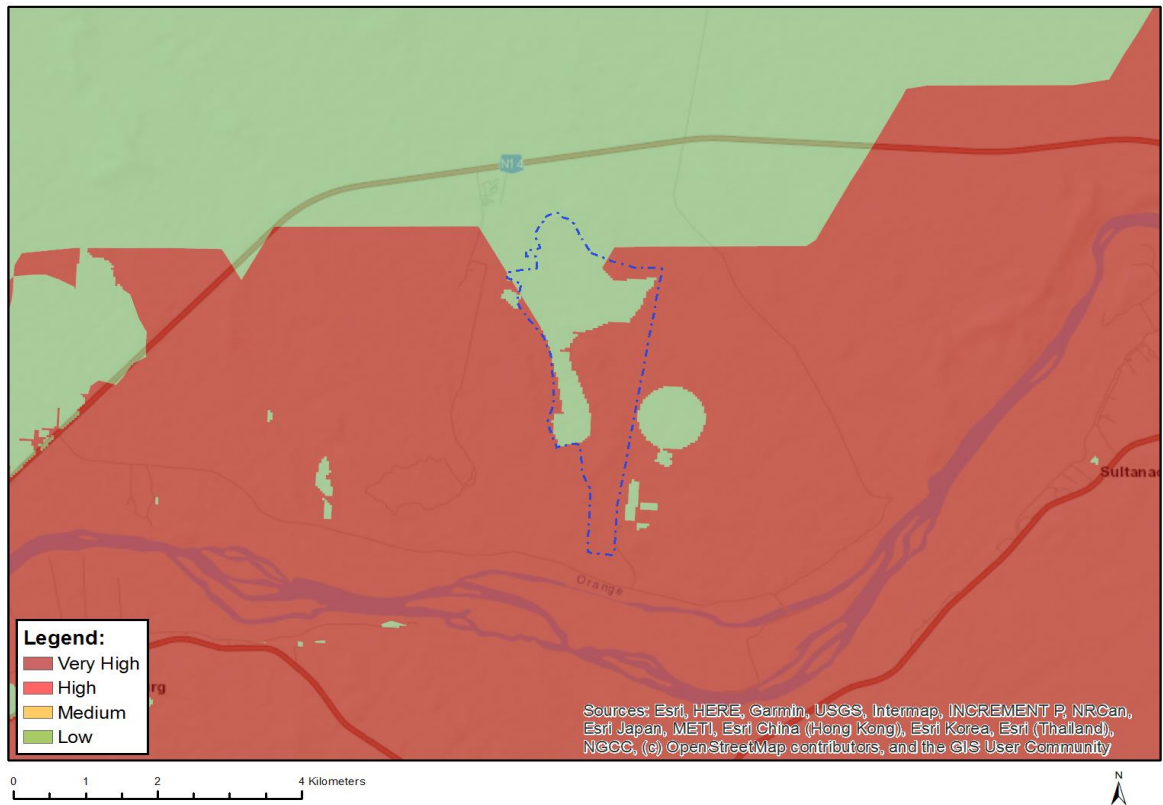 N14
Sultanao
Orange
Legend:
Very High
High
Medium
Low
rg
Sources: Esri, HERE, Garmin, USGS, Intermap, INCREMENT P, NRCan,
Esri Japan, METI, Esri China (Hong Kong), Esri Korea, Esri (Thailand),
NGCC, (c) OpenStreetMap contributors, and the GIS User Community
0 1 2 4 Kilometers
N